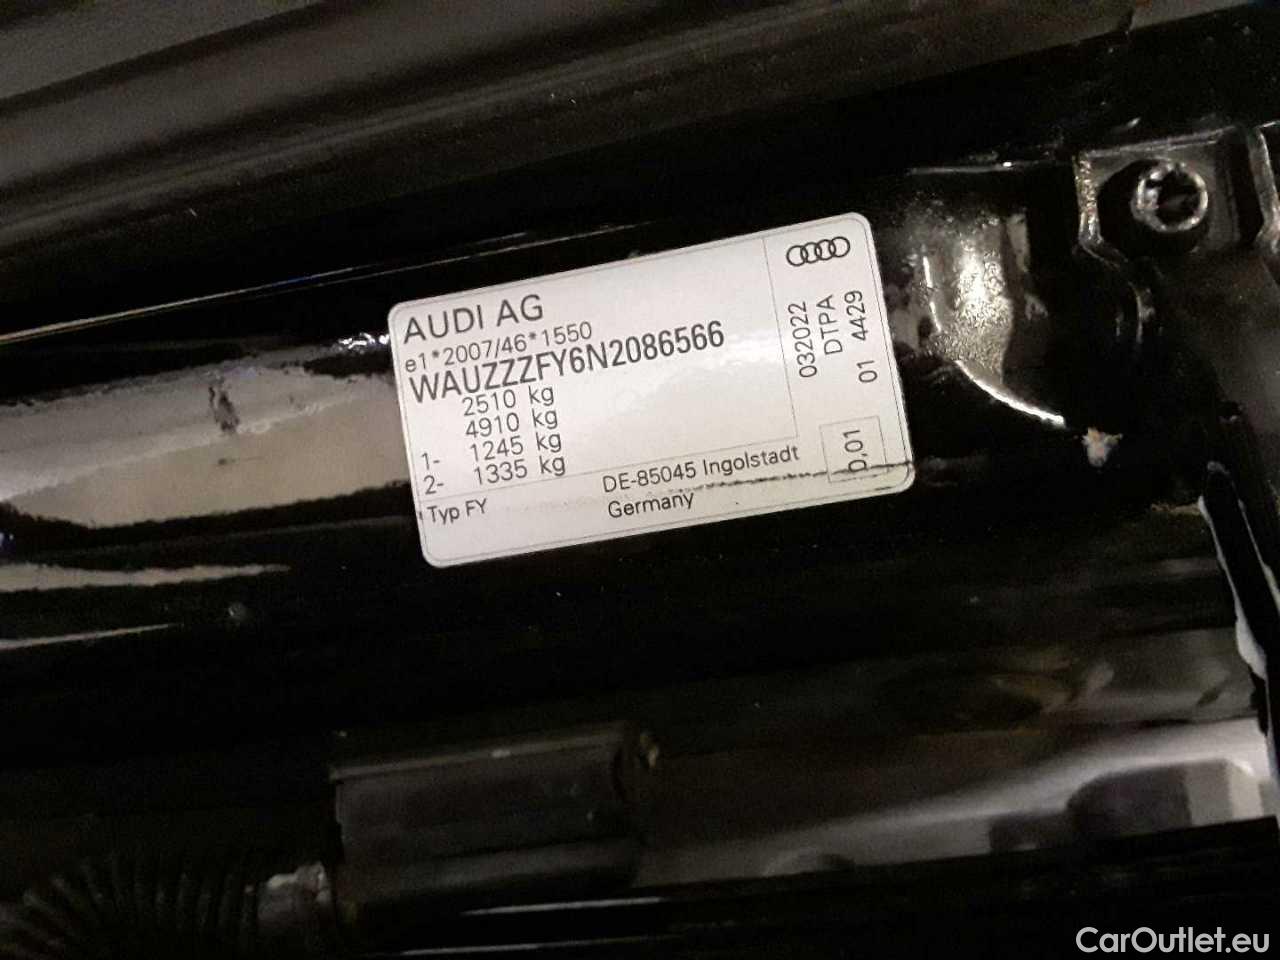 AUDI AG
e1*2007/46*1550
WAUZZZFY6N2086566
2510 kg
4910 kg
1- 1245 kg
2- 1335 kg
Typ FY
DE-85045 Ingolstadt
Germany
032022
DTPA
01 4429
0,01
CarOutlet.eu